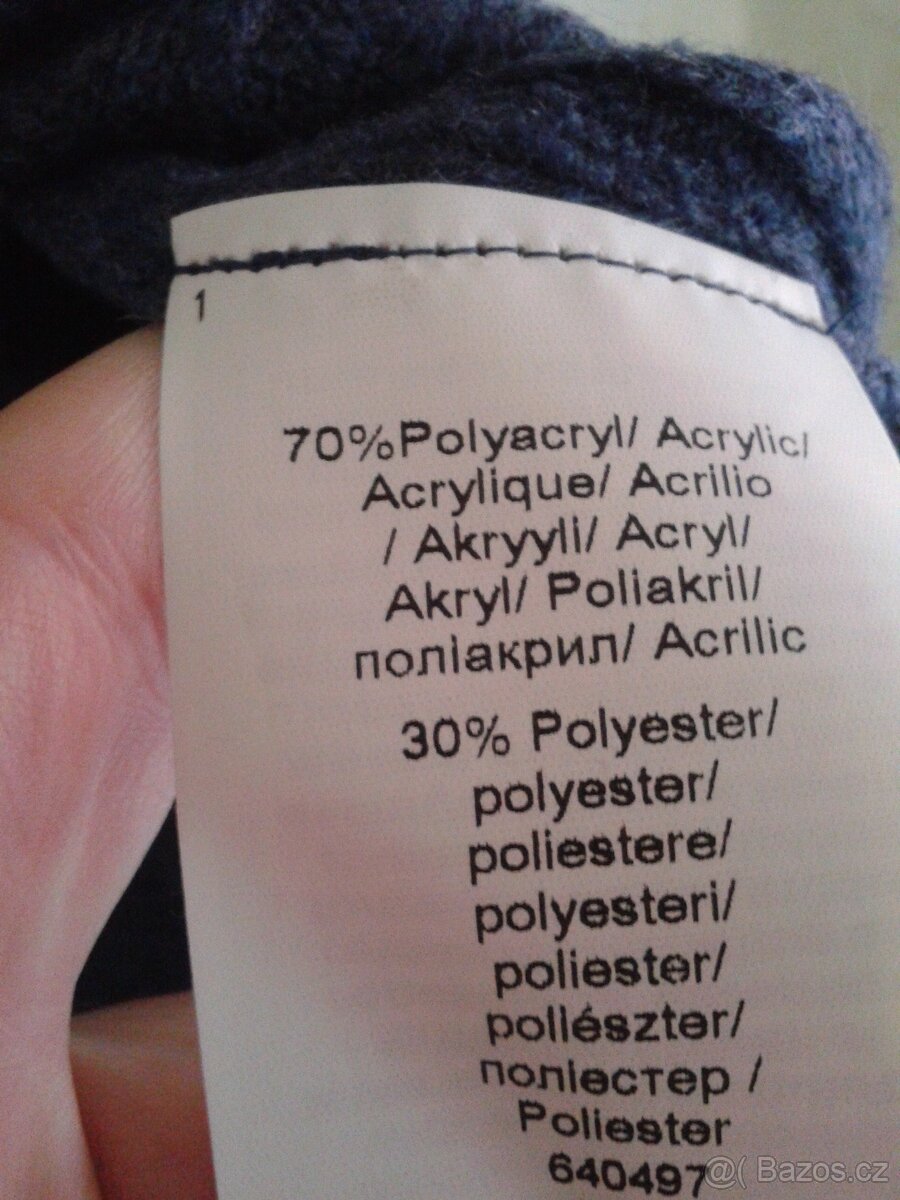 1
70%Polyacryl/ Acrylic/
Acrylique/ Acrilio
/ Akryyli/ Acryl/
Akryl/ Poliakril/
поліакрил/ Acrilic
30% Polyester/
polyester/
poliestere/
polyesteri/
poliester/
poliészter/
поліестер /
Poliester
640497
@( Bazos.cz